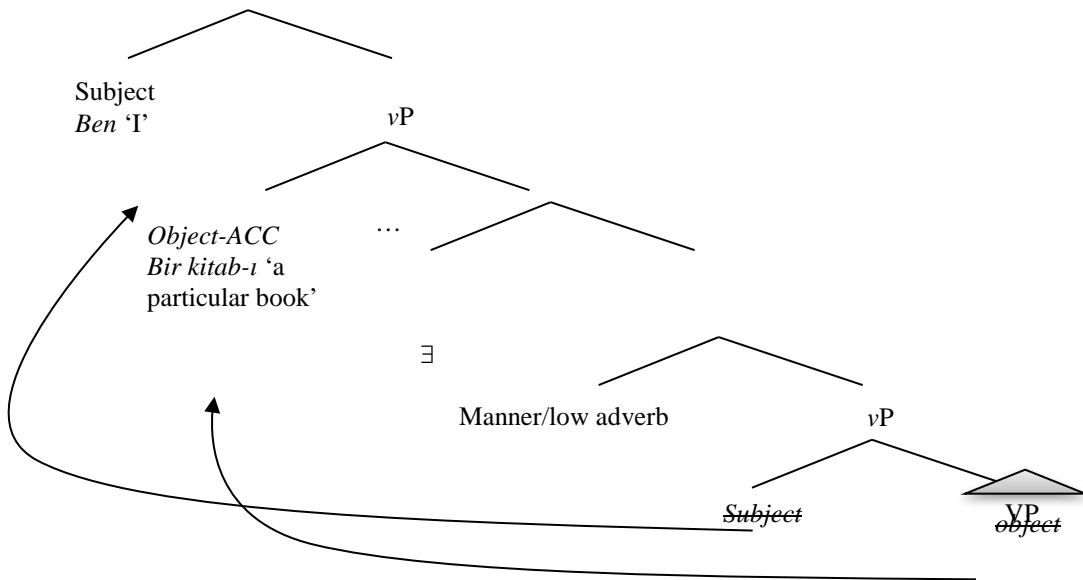 Subject
Ben ‘I’
vP
Object-ACC
Bir kitab-ı ‘a
particular book’
…
∃
Manner/low adverb
vP
Subject
VP
object